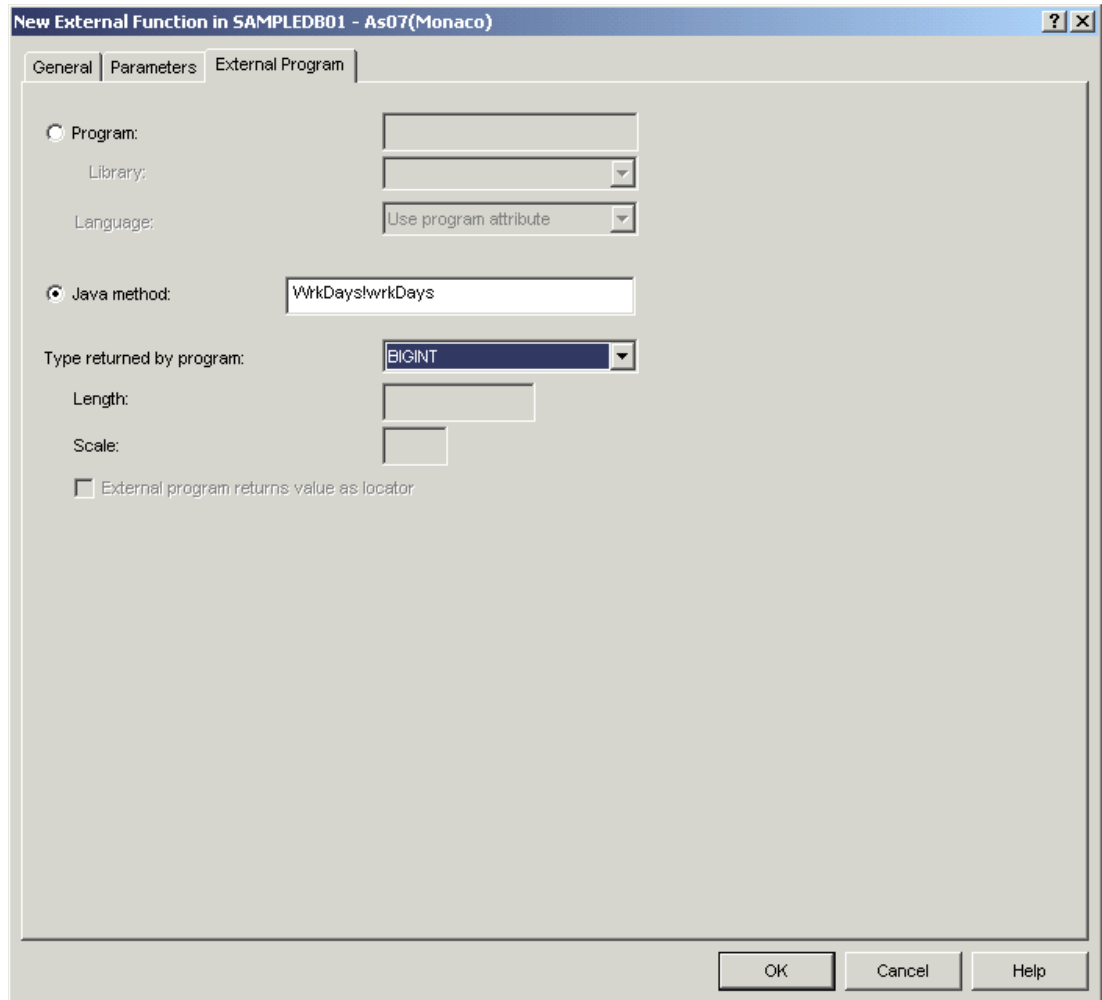 New External Function in SAMPLEDB01 - As07(Monaco)
General Parameters External Program
Program:
Library:
Language: Use program attribute
Java method: WrkDays!wrkDays
Type returned by program: BIGINT
Length:
Scale:
External program returns value as locator
OK Cancel Help